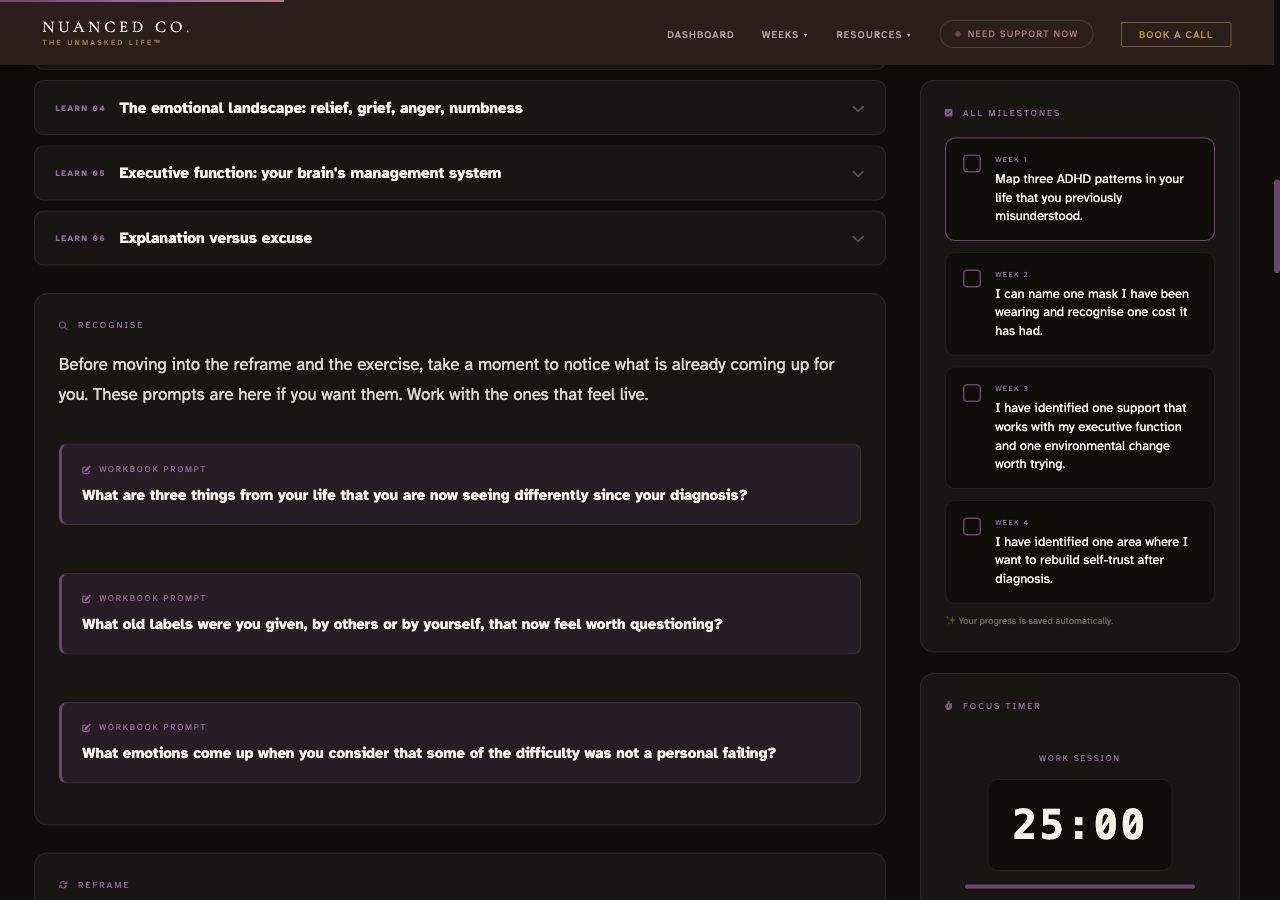 NUANCED CO.
THE UNMASKED LIFE™
DASHBOARD
WEEKS
RESOURCES
NEED SUPPORT NOW
BOOK A CALL
LEARN 04 The emotional landscape: relief, grief, anger, numbness
LEARN 05 Executive function: your brain's management system
LEARN 06 Explanation versus excuse
RECOGNISE
Before moving into the reframe and the exercise, take a moment to notice what is already coming up for
you. These prompts are here if you want them. Work with the ones that feel live.
WORKBOOK PROMPT
What are three things from your life that you are now seeing differently since your diagnosis?
WORKBOOK PROMPT
What old labels were you given, by others or by yourself, that now feel worth questioning?
WORKBOOK PROMPT
What emotions come up when you consider that some of the difficulty was not a personal failing?
REFRAME
ALL MILESTONES
WEEK 1
Map three ADHD patterns in your
life that you previously
misunderstood.
WEEK 2
I can name one mask I have been
wearing and recognise one cost it
has had.
WEEK 3
I have identified one support that
works with my executive function
and one environmental change
worth trying.
WEEK 4
I have identified one area where I
want to rebuild self-trust after
diagnosis.
Your progress is saved automatically.
FOCUS TIMER
WORK SESSION
25:00